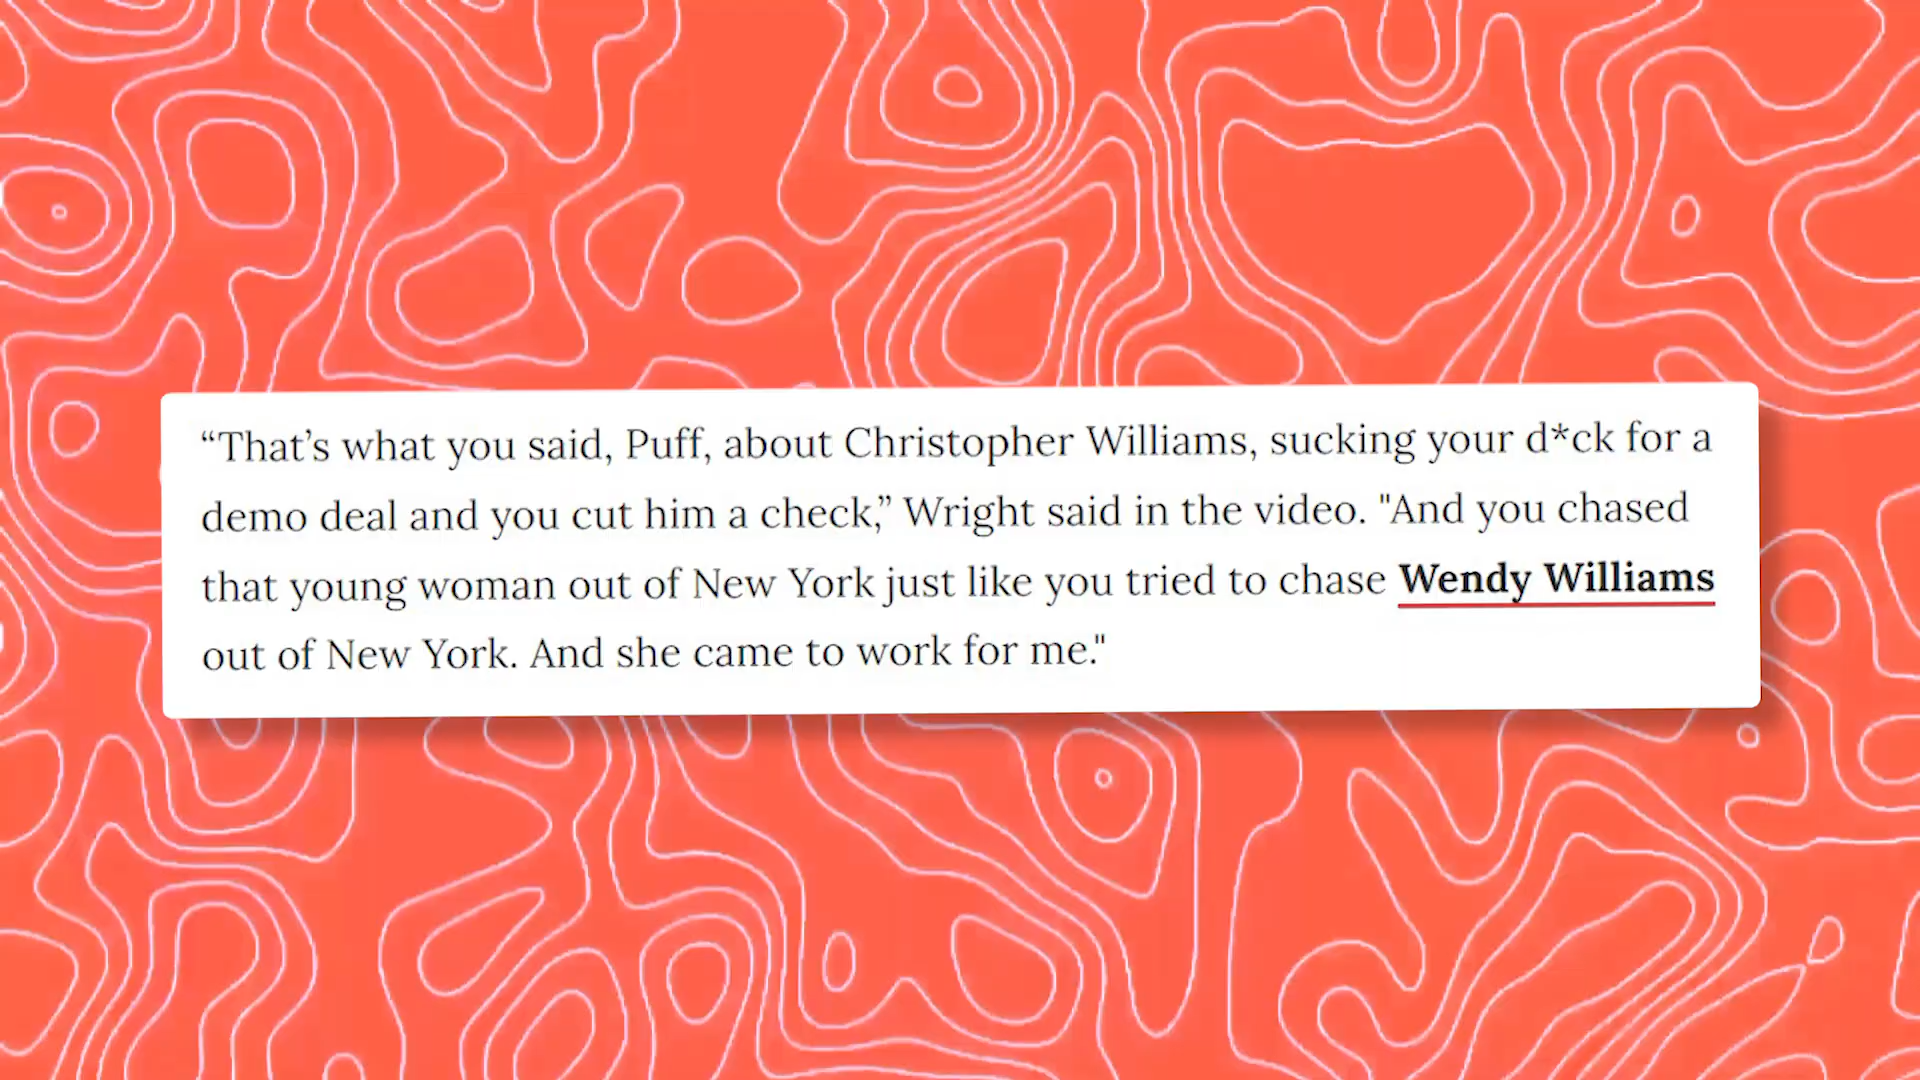 “That’s what you said, Puff, about Christopher Williams, sucking your d*ck for a
demo deal and you cut him a check,” Wright said in the video. "And you chased
that young woman out of New York just like you tried to chase Wendy Williams
out of New York. And she came to work for me."